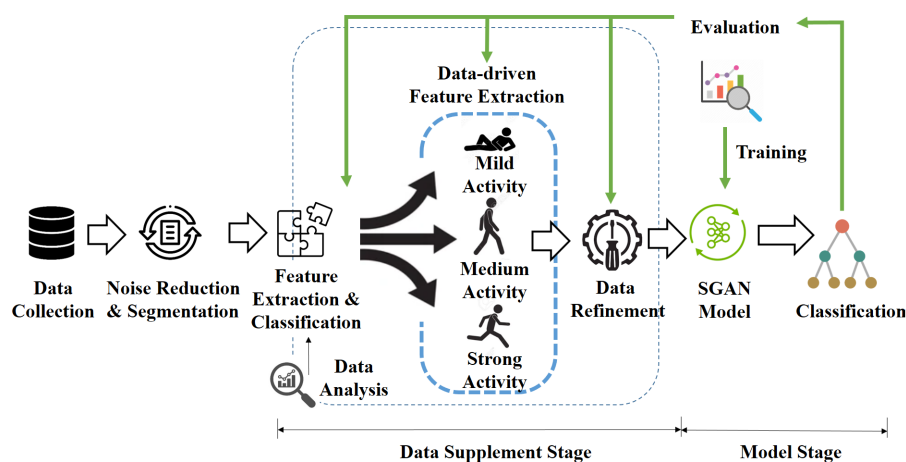 Evaluation
Data-driven
Feature Extraction
Training
Mild
Activity
Medium
Activity
Strong
Activity
Data
Collection
Noise Reduction
& Segmentation
Feature
Extraction &
Classification
Data
Refinement
SGAN
Model
Classification
Data
Analysis
Data Supplement Stage
Model Stage